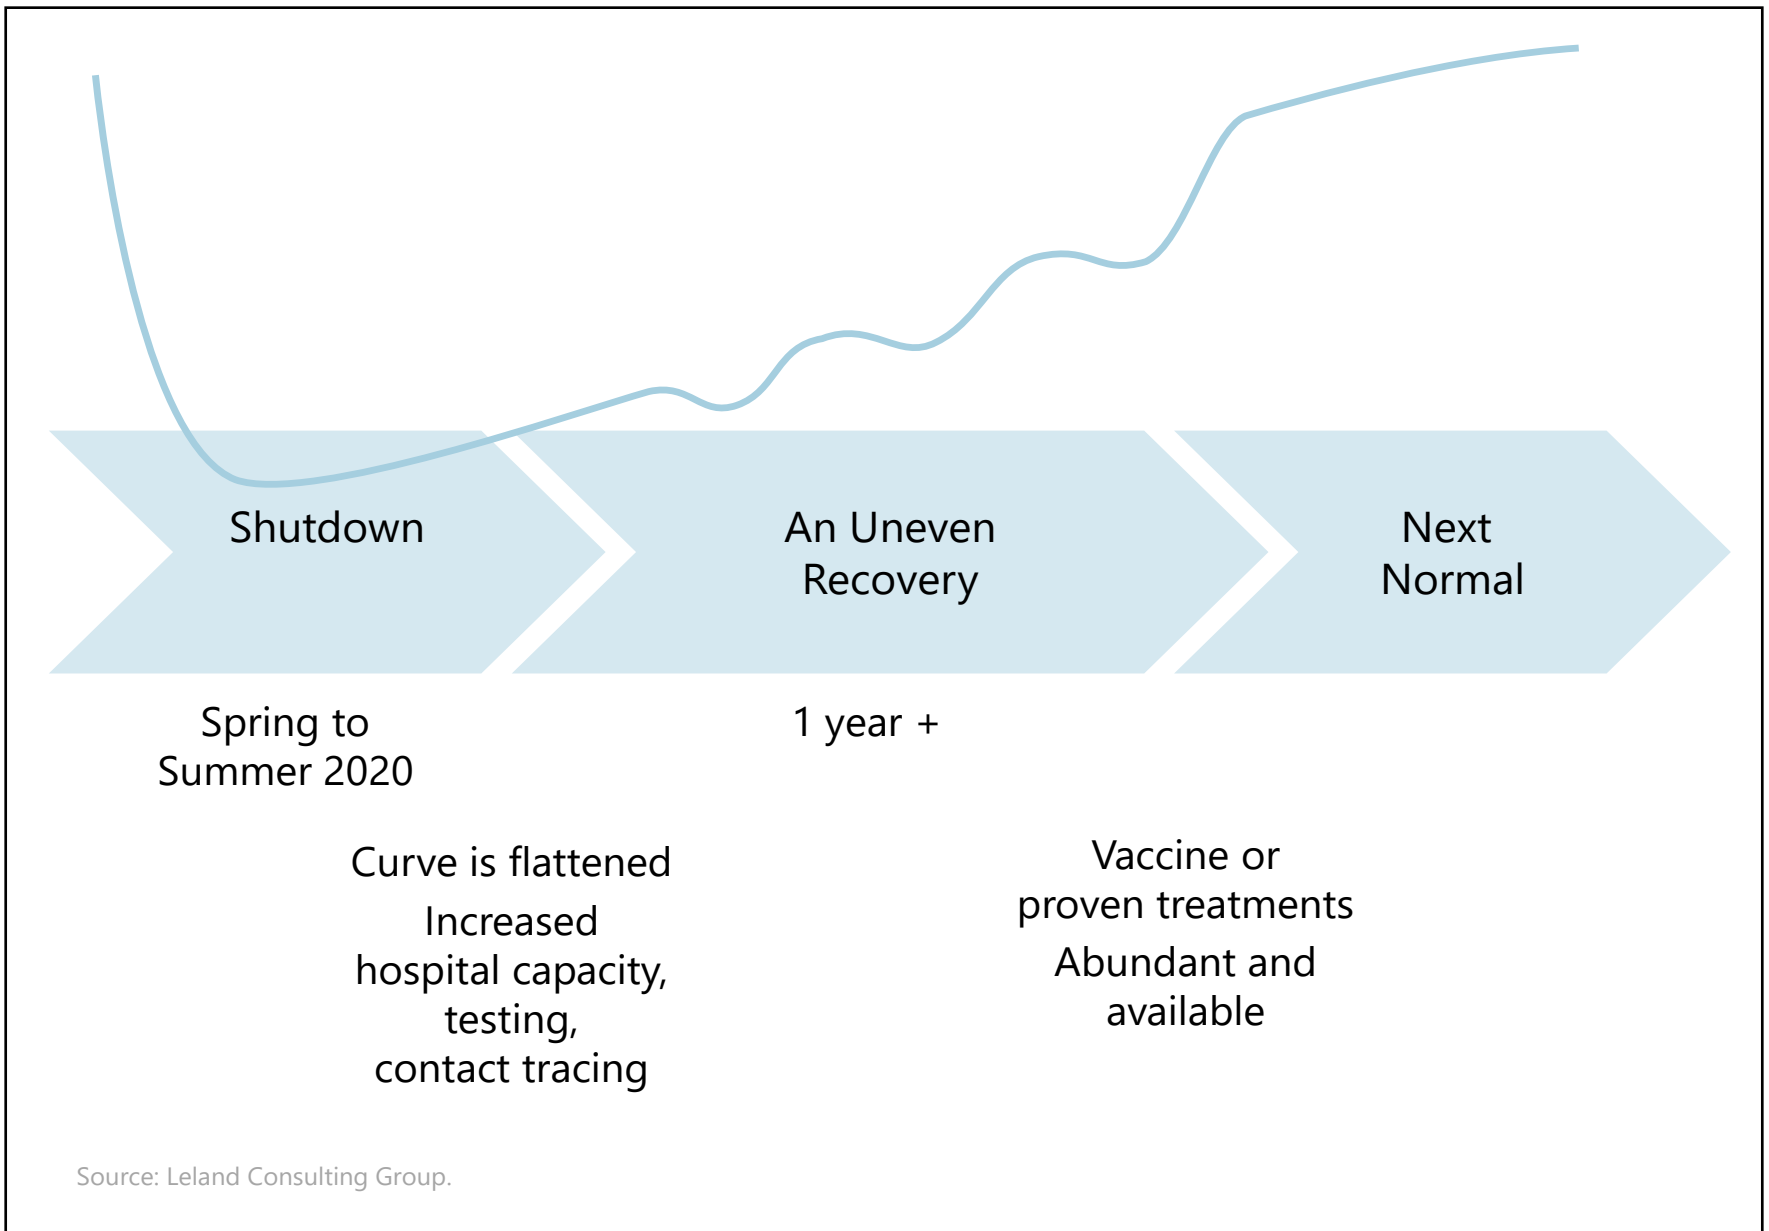 Shutdown
An Uneven
Recovery
Next
Normal
Spring to
Summer 2020
1 year +
Curve is flattened
Increased
hospital capacity,
testing,
contact tracing
Vaccine or
proven treatments
Abundant and
available
Source: Leland Consulting Group.